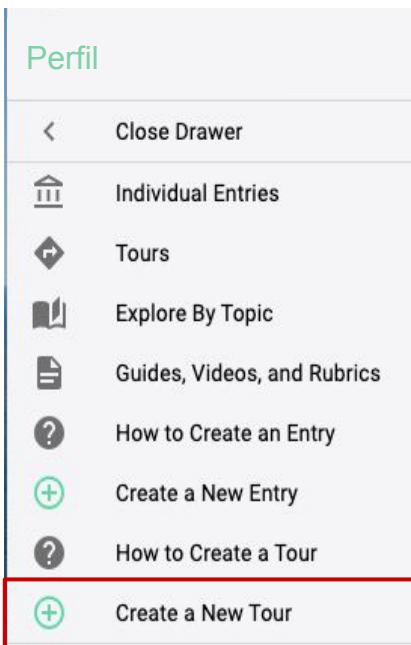 Perfil
Close Drawer
Individual Entries
Tours
Explore By Topic
Guides, Videos, and Rubrics
How to Create an Entry
Create a New Entry
How to Create a Tour
Create a New Tour